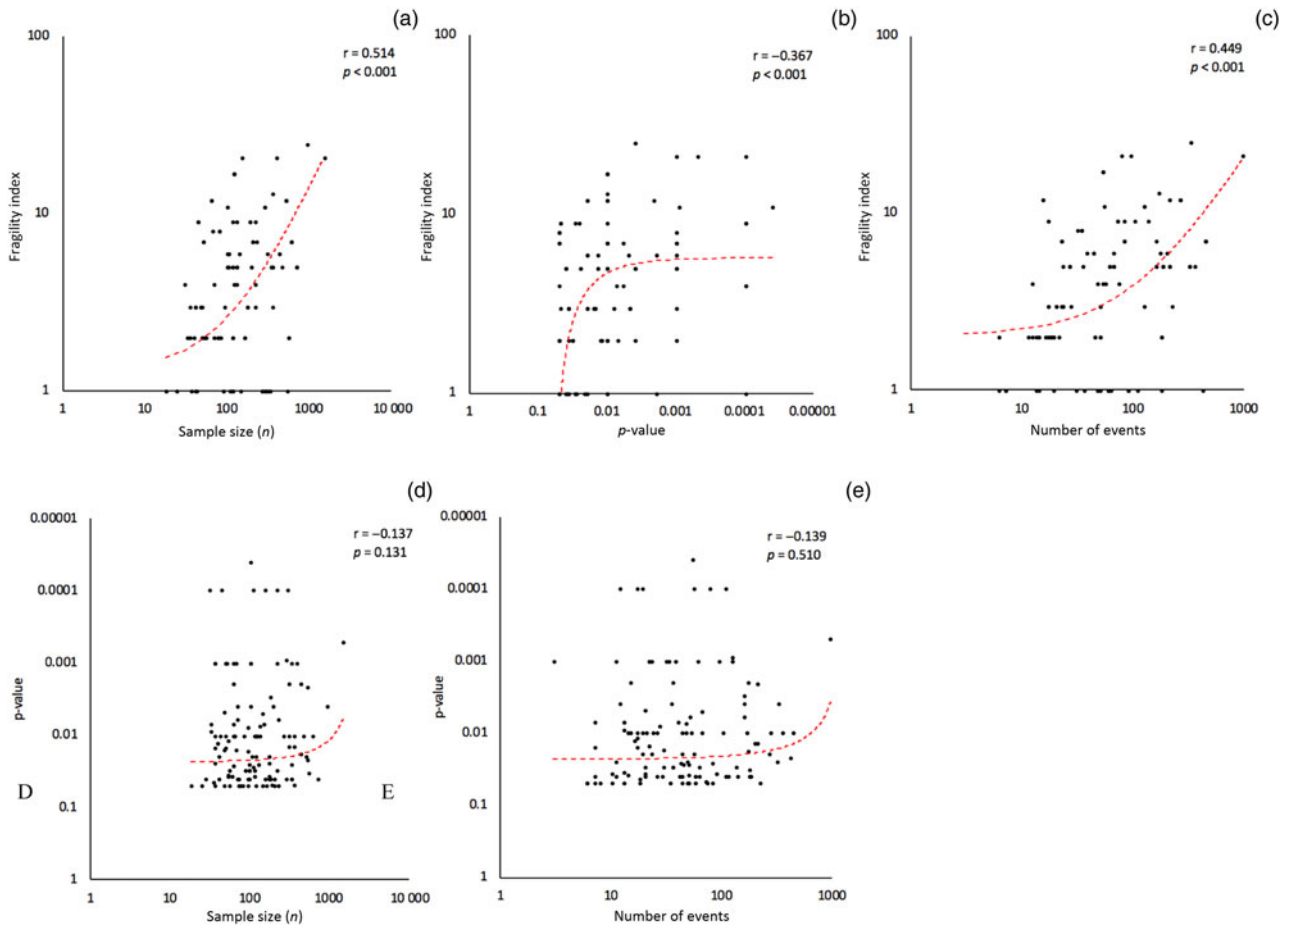 (a)
100
r = 0.514
p < 0.001
Fragility index
10
1
1 10 100 1000 10 000
Sample size (n)
(b)
100
r = −0.367
p < 0.001
Fragility index
10
1
1 0.1 0.01 0.001 0.0001 0.00001
p-value
(c)
100
r = 0.449
p < 0.001
Fragility index
10
1
1 10 100 1000
Number of events
(d)
0.00001
r = −0.137
p = 0.131
0.0001
0.001
p-value
0.01
D
0.1
1
1 10 100 1000 10 000
Sample size (n)
(e)
0.00001
r = −0.139
p = 0.510
0.0001
0.001
p-value
0.01
E
0.1
1
1 10 100 1000
Number of events